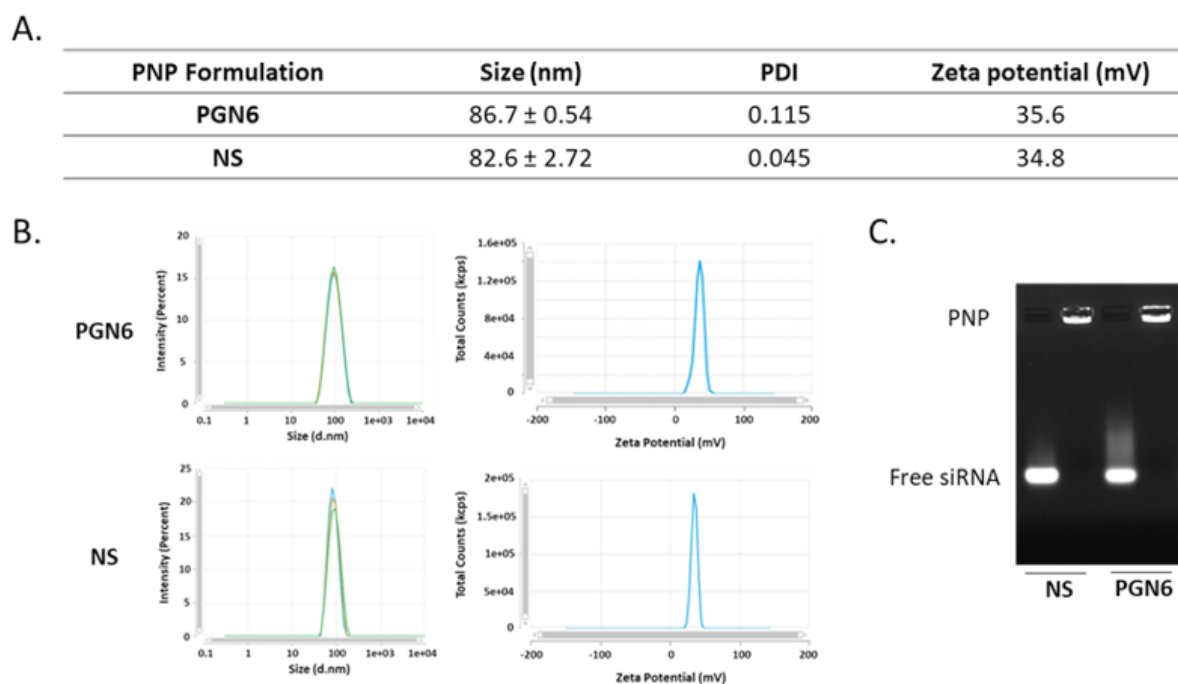 A.
PNP Formulation Size (nm) PDI Zeta potential (mV)
PGN6 86.7 ± 0.54 0.115 35.6
NS 82.6 ± 2.72 0.045 34.8
B.
PGN6
Intensity (Percent)
20
15
10
5
0
0.1 1 10 100 1e+03 1e+04
Size (d.nm)
Total Counts (kcps)
1.6e+05
1.2e+05
8e+04
4e+04
0
-200 -100 0 100 200
Zeta Potential (mV)
NS
Intensity (Percent)
25
20
15
10
5
0
0.1 1 10 100 1e+03 1e+04
Size (d.nm)
Total Counts (kcps)
2e+05
1.5e+05
1e+05
5e+04
0
-200 -100 0 100 200
Zeta Potential (mV)
C.
PNP
Free siRNA
NS PGN6